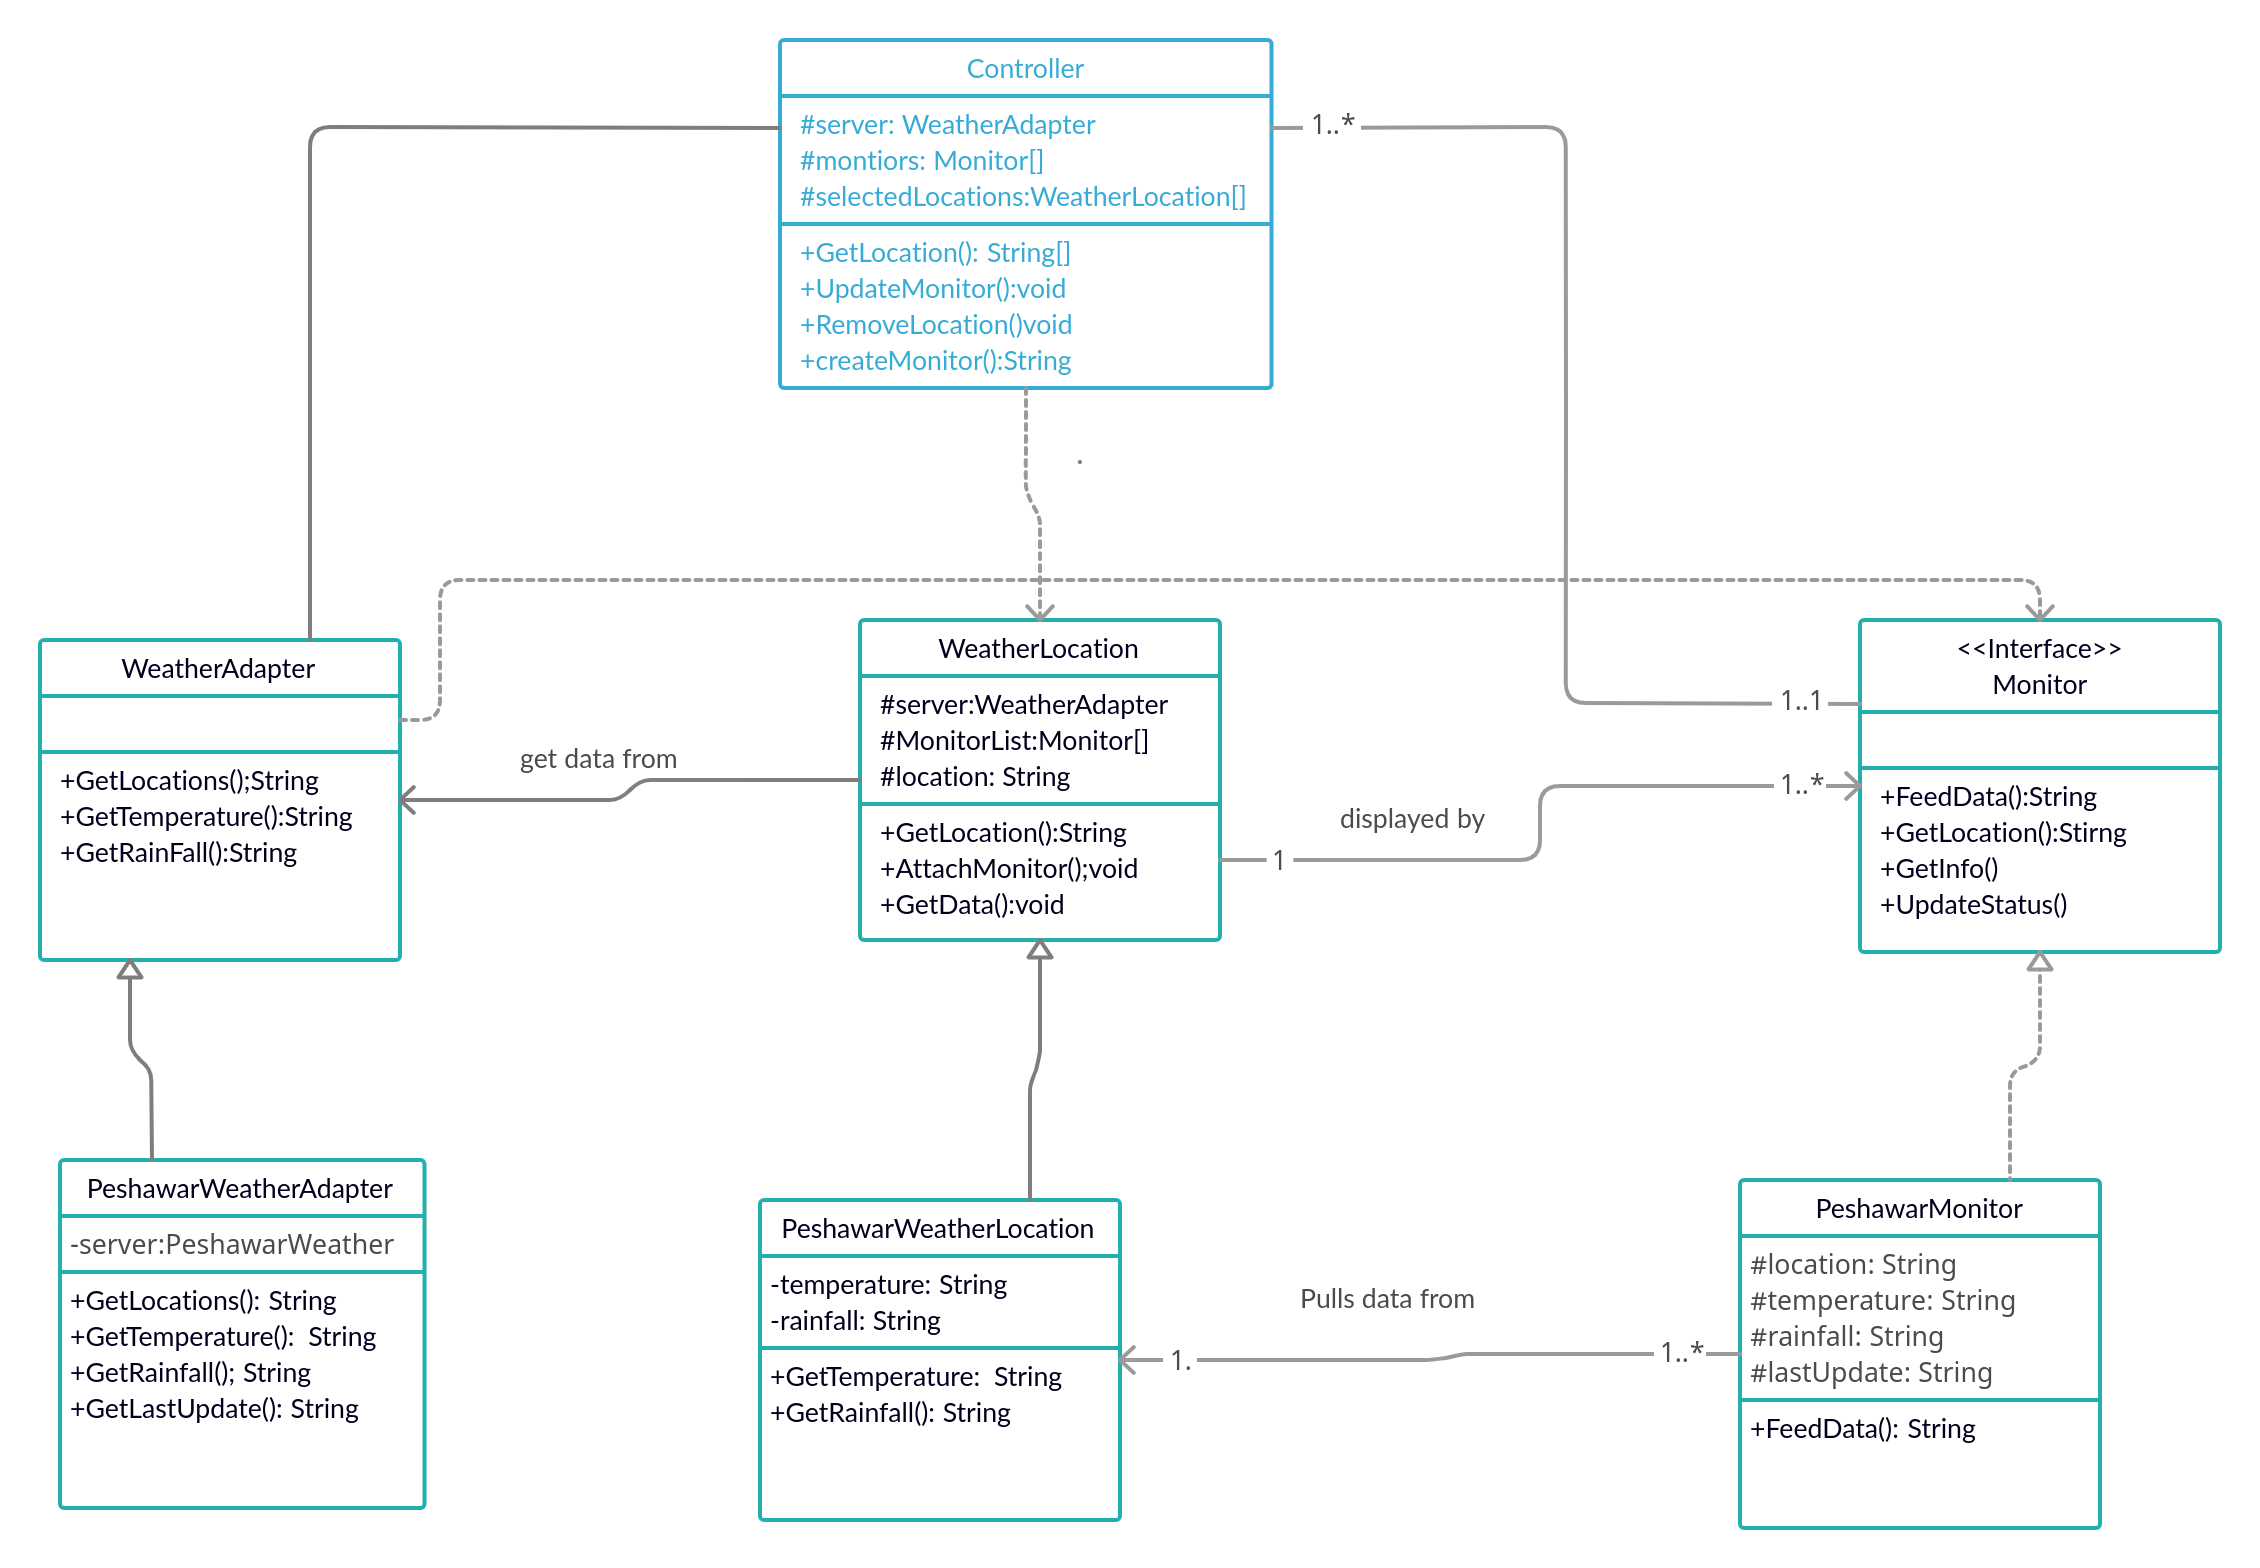 Controller
#server: WeatherAdapter
#montiors: Monitor[]
#selectedLocations:WeatherLocation[]
+GetLocation(): String[]
+UpdateMonitor():void
+RemoveLocation()void
+createMonitor():String
1..*
.
WeatherAdapter
+GetLocations();String
+GetTemperature():String
+GetRainFall():String
get data from
WeatherLocation
#server:WeatherAdapter
#MonitorList:Monitor[]
#location: String
+GetLocation():String
+AttachMonitor();void
+GetData():void
1
displayed by
1..1
1..*
<<Interface>>
Monitor
+FeedData():String
+GetLocation():Stirng
+GetInfo()
+UpdateStatus()
PeshawarWeatherAdapter
-server:PeshawarWeather
+GetLocations(): String
+GetTemperature():  String
+GetRainfall(); String
+GetLastUpdate(): String
PeshawarWeatherLocation
-temperature: String
-rainfall: String
+GetTemperature:  String
+GetRainfall(): String
Pulls data from
1.
1..*
PeshawarMonitor
#location: String
#temperature: String
#rainfall: String
#lastUpdate: String
+FeedData(): String